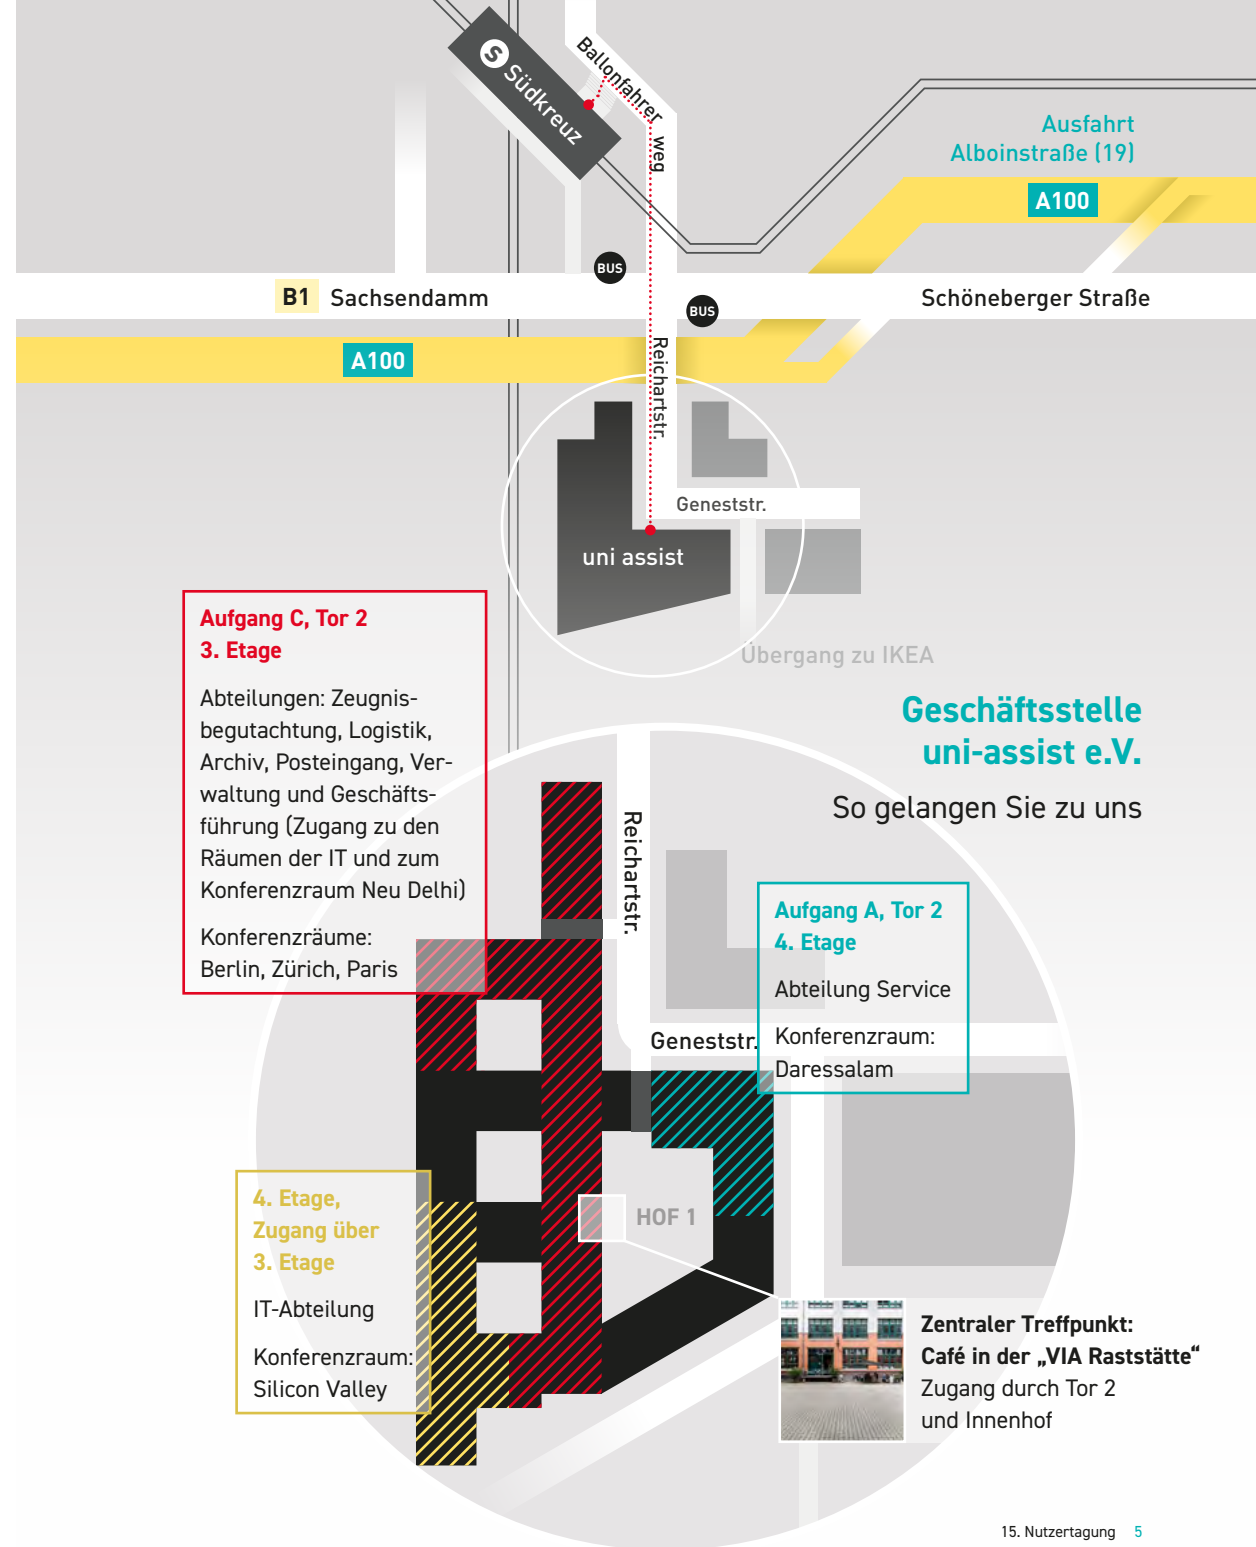 S Südkreuz
Ballonfahrer
weg
Ausfahrt
Alboinstraße (19)
A100
BUS
B1 Sachsendamm
BUS
Schöneberger Straße
A100
Reichartstr.
Geneststr.
uni assist
Übergang zu IKEA
Aufgang C, Tor 2
3. Etage
Abteilungen: Zeugnis-
begutachtung, Logistik,
Archiv, Posteingang, Ver-
waltung und Geschäfts-
führung (Zugang zu den
Räumen der IT und zum
Konferenzraum Neu Delhi)
Konferenzräume:
Berlin, Zürich, Paris
Geschäftsstelle
uni-assist e.V.
So gelangen Sie zu uns
Reichartstr.
Aufgang A, Tor 2
4. Etage
Abteilung Service
Konferenzraum:
Daressalam
Geneststr.
4. Etage,
Zugang über
3. Etage
IT-Abteilung
Konferenzraum:
Silicon Valley
HOF 1
Zentraler Treffpunkt:
Café in der „VIA Raststätte“
Zugang durch Tor 2
und Innenhof
15. Nutzertagung 5